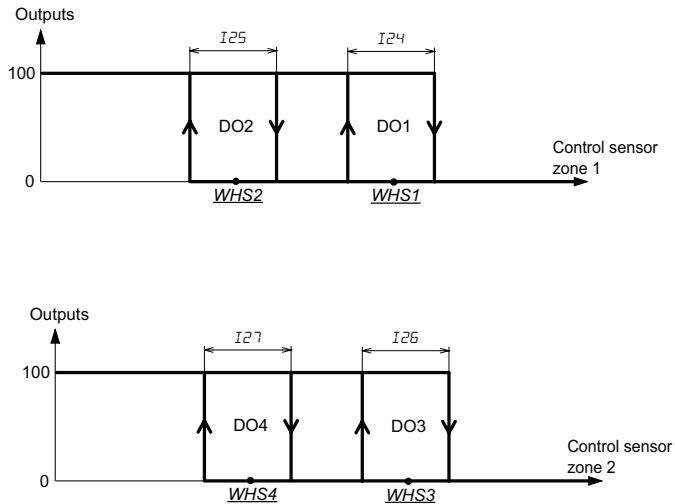 Outputs
I25
I24
100
DO2
DO1
Control sensor
zone 1
0
WHS2
WHS1
Outputs
I27
I26
100
DO4
DO3
Control sensor
zone 2
0
WHS4
WHS3